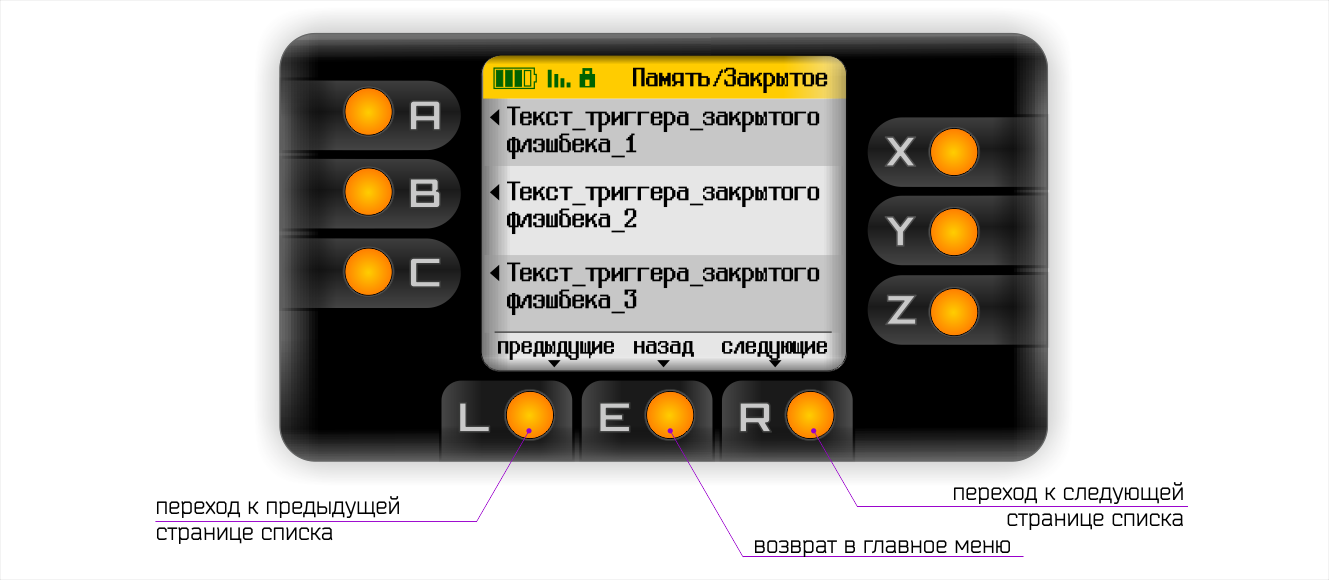 Память/Закрытое
A
Текст_триггера_закрытого
флэшбека_1
X
B
Текст_триггера_закрытого
флэшбека_2
Y
C
Текст_триггера_закрытого
флэшбека_3
Z
предыдущие назад следующие
L E R
переход к предыдущей
странице списка
переход к следующей
странице списка
возврат в главное меню